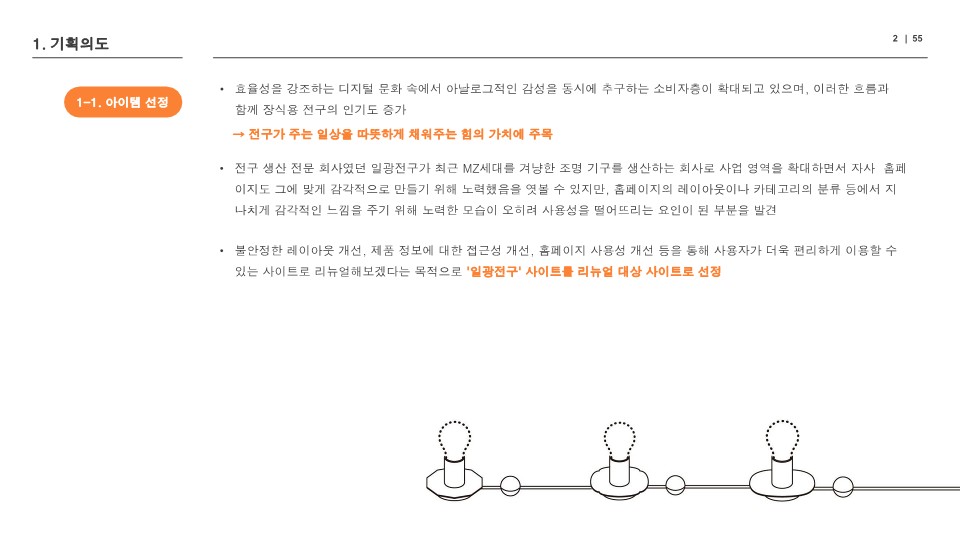 1. 기획의도
2 | 55
1-1. 아이템 선정
• 효율성을 강조하는 디지털 문화 속에서 아날로그적인 감성을 동시에 추구하는 소비자층이 확대되고 있으며, 이러한 흐름과
함께 장식용 전구의 인기도 증가
→ 전구가 주는 일상을 따뜻하게 채워주는 힘의 가치에 주목
• 전구 생산 전문 회사였던 일광전구가 최근 MZ세대를 겨냥한 조명 기구를 생산하는 회사로 사업 영역을 확대하면서 자사 홈페
이지도 그에 맞게 감각적으로 만들기 위해 노력했음을 엿볼 수 있지만, 홈페이지의 레이아웃이나 카테고리의 분류 등에서 지
나치게 감각적인 느낌을 주기 위해 노력한 모습이 오히려 사용성을 떨어뜨리는 요인이 된 부분을 발견
• 불안정한 레이아웃 개선, 제품 정보에 대한 접근성 개선, 홈페이지 사용성 개선 등을 통해 사용자가 더욱 편리하게 이용할 수
있는 사이트로 리뉴얼해보겠다는 목적으로 '일광전구' 사이트를 리뉴얼 대상 사이트로 선정